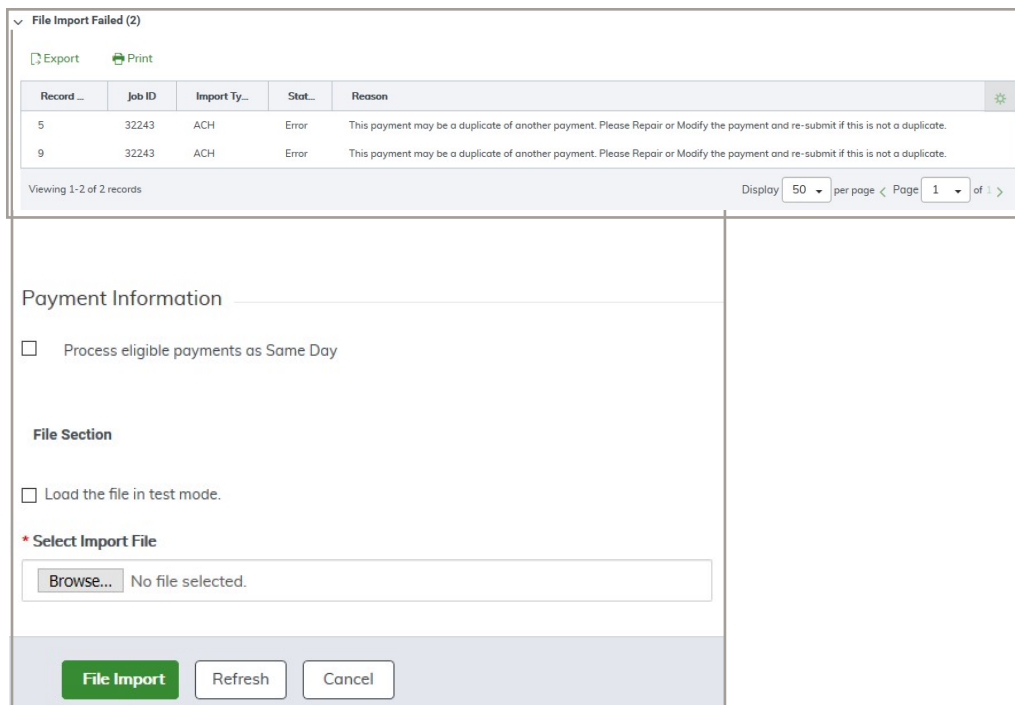 File Import Failed (2)
Export Print
Record ... Job ID Import Ty... Stat... Reason
5 32243 ACH Error This payment may be a duplicate of another payment. Please Repair or Modify the payment and re-submit if this is not a duplicate.
9 32243 ACH Error This payment may be a duplicate of another payment. Please Repair or Modify the payment and re-submit if this is not a duplicate.
Viewing 1-2 of 2 records Display 50 per page Page 1 of 1
Payment Information
Process eligible payments as Same Day
File Section
Load the file in test mode.
* Select Import File
Browse... No file selected.
File Import Refresh Cancel